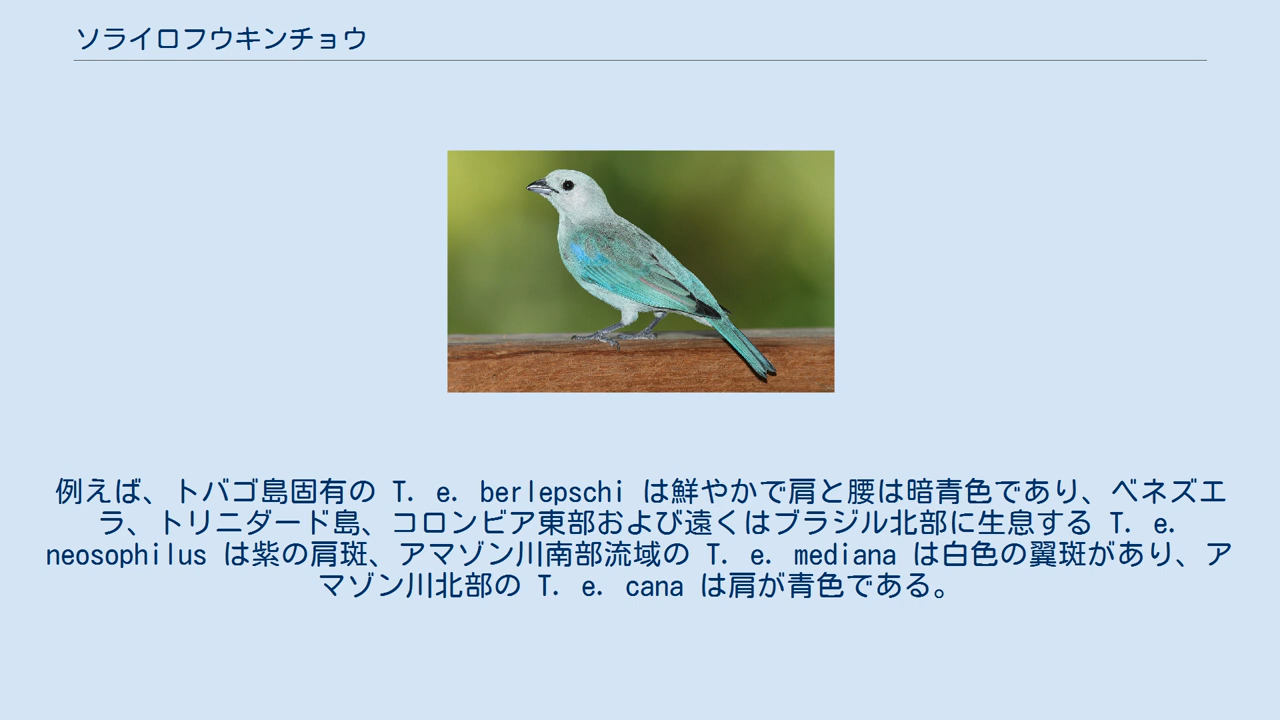 ソライロフウキンチョウ
例えば、トバゴ島固有の T. e. berlepschi は鮮やかで肩と腰は暗青色であり、ベネズエ
ラ、トリニダード島、コロンビア東部および遠くはブラジル北部に生息する T. e.
neosophilus は紫の肩斑、アマゾン川南部流域の T. e. mediana は白色の翼斑があり、ア
マゾン川北部の T. e. cana は肩が青色である。